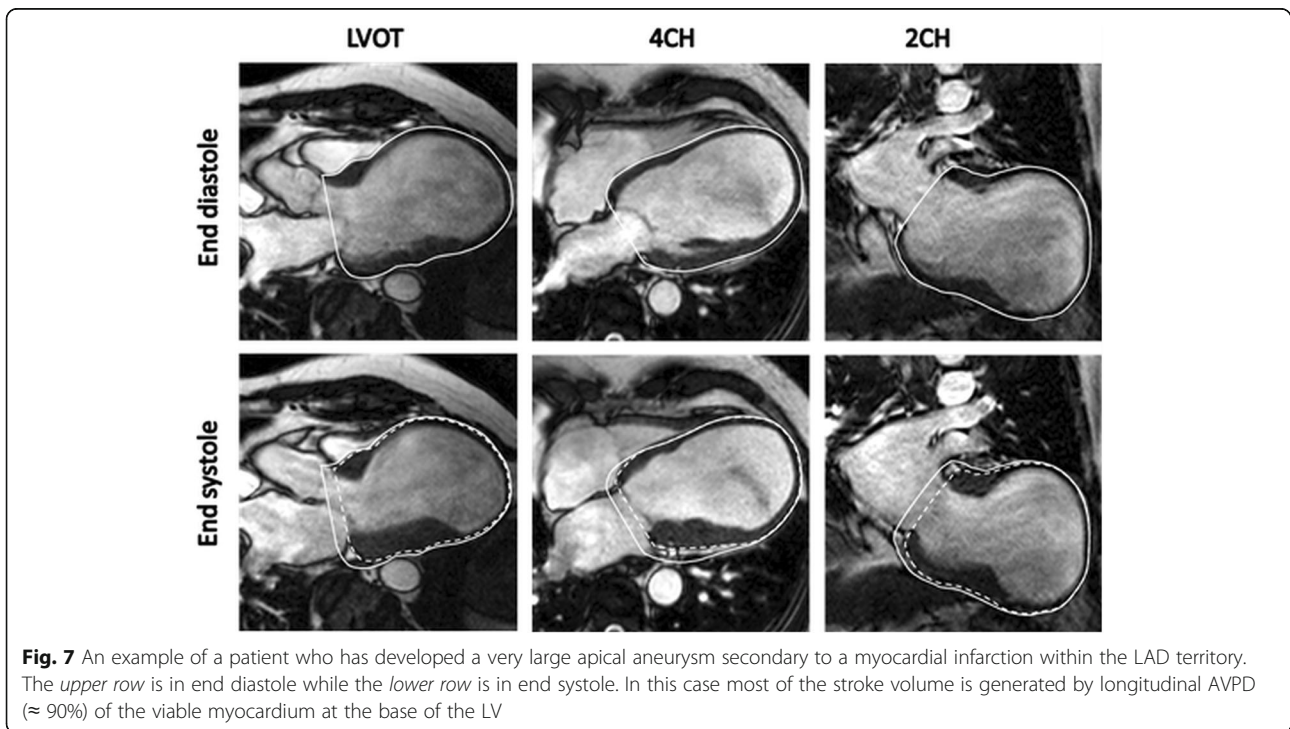 LVOT 4CH 2CH
End diastole
End systole
Fig. 7 An example of a patient who has developed a very large apical aneurysm secondary to a myocardial infarction within the LAD territory.
The upper row is in end diastole while the lower row is in end systole. In this case most of the stroke volume is generated by longitudinal AVPD
(≈ 90%) of the viable myocardium at the base of the LV